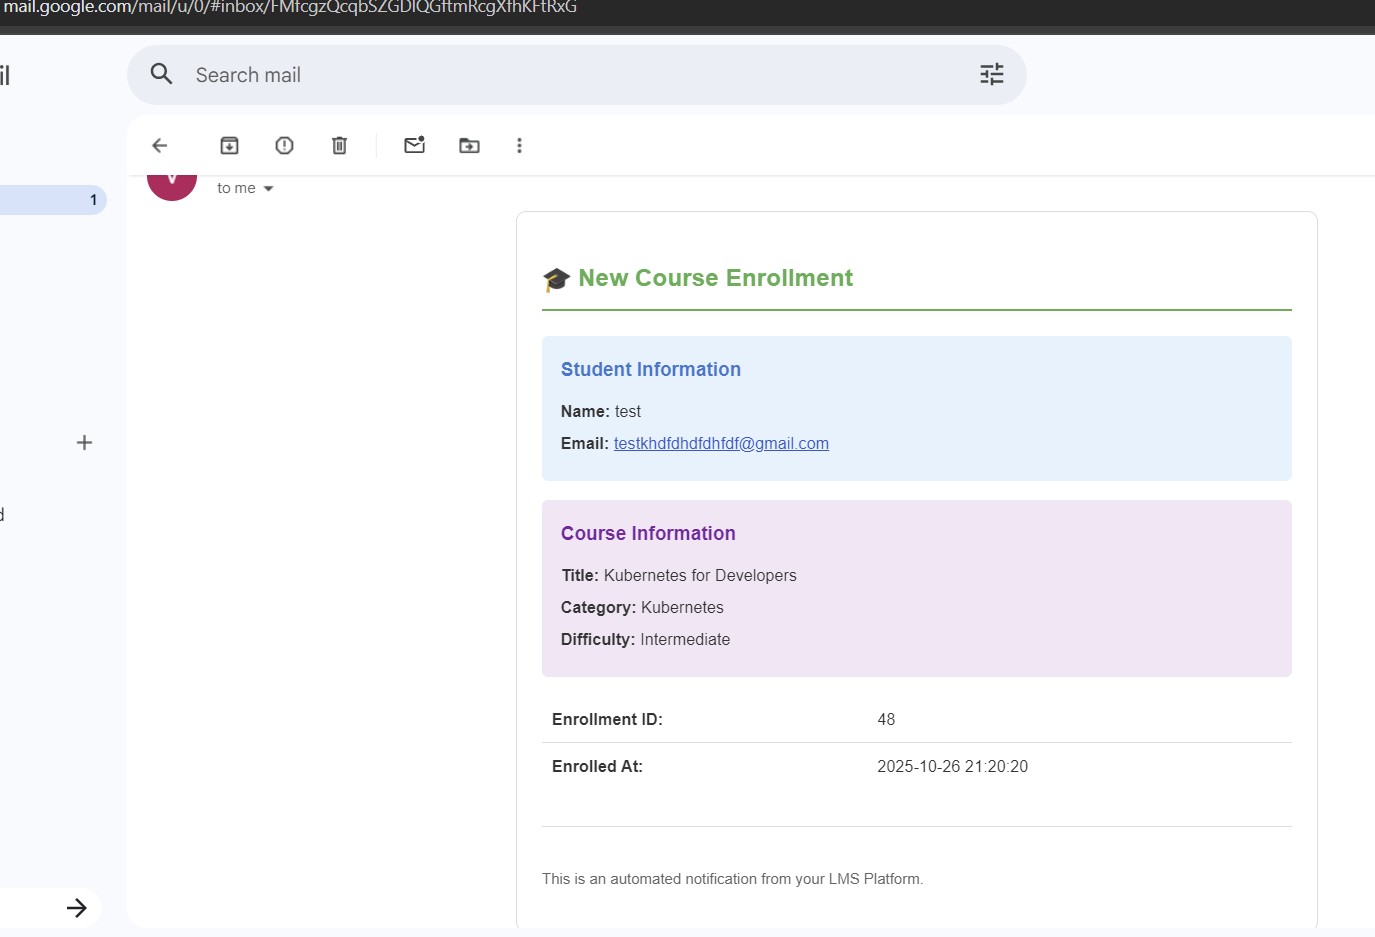 mail.google.com/mail/u/0/#inbox/FMfcgzQcqbSZGDlQGftmRcgXfhKFtRxG
il
Search mail
V
to me
1
🎓 New Course Enrollment
Student Information
Name: test
Email: testkhdfdhdfdhfdf@gmail.com
d
Course Information
Title: Kubernetes for Developers
Category: Kubernetes
Difficulty: Intermediate
Enrollment ID: 48
Enrolled At: 2025-10-26 21:20:20
This is an automated notification from your LMS Platform.